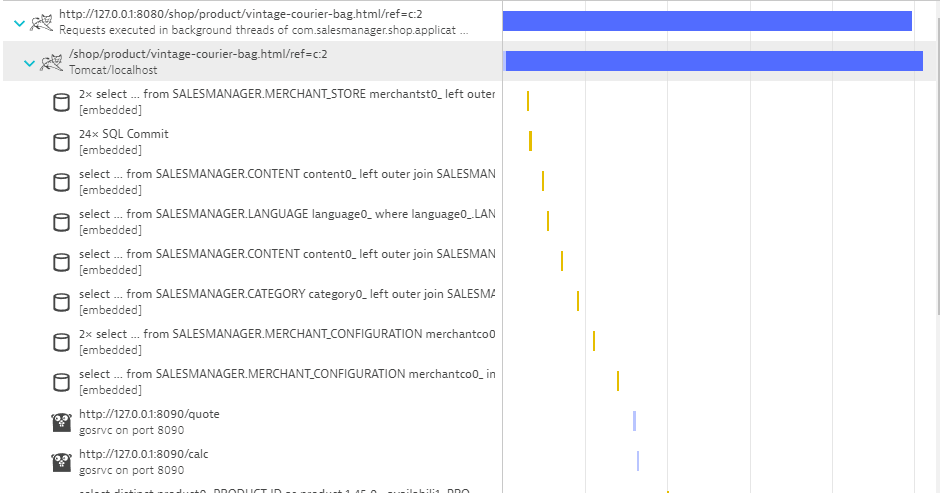 http://127.0.0.1:8080/shop/product/vintage-courier-bag.html/ref=c:2
Requests executed in background threads of com.salesmanager.shop.applicat ...
/shop/product/vintage-courier-bag.html/ref=c:2
Tomcat/localhost
2× select ... from SALESMANAGER.MERCHANT_STORE merchantst0_ left outer
[embedded]
24× SQL Commit
[embedded]
select ... from SALESMANAGER.CONTENT content0_ left outer join SALESMAN
[embedded]
select ... from SALESMANAGER.LANGUAGE language0_ where language0_.LAN
[embedded]
select ... from SALESMANAGER.CONTENT content0_ left outer join SALESMAN
[embedded]
select ... from SALESMANAGER.CATEGORY category0_ left outer join SALESMA
[embedded]
2× select ... from SALESMANAGER.MERCHANT_CONFIGURATION merchantco0
[embedded]
select ... from SALESMANAGER.MERCHANT_CONFIGURATION merchantco0_ in
[embedded]
http://127.0.0.1:8090/quote
gosrvc on port 8090
http://127.0.0.1:8090/calc
gosrvc on port 8090
select distinct product0_.PRODUCT_ID as